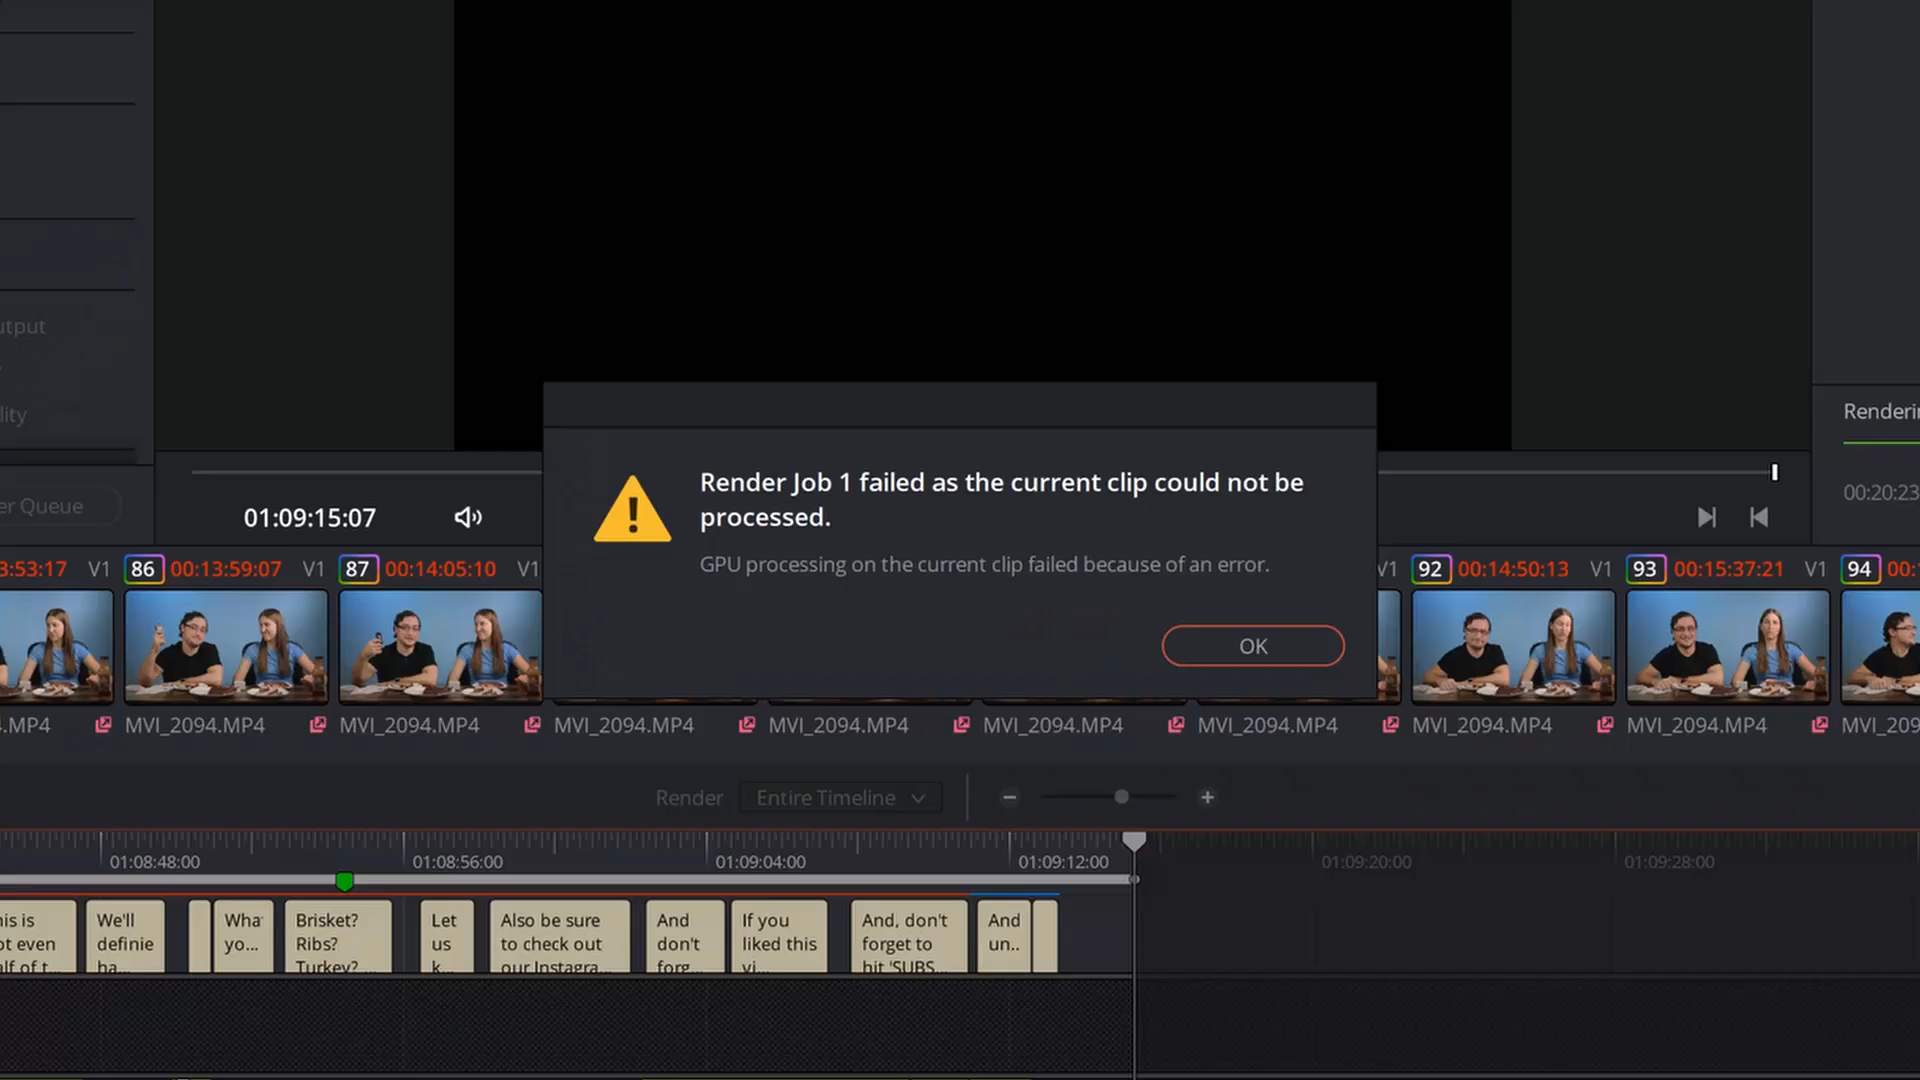 utput
lity
er Queue
01:09:15:07
Render Job 1 failed as the current clip could not be
processed.
GPU processing on the current clip failed because of an error.
OK
Renderin
00:20:23
3:53:17 V1 86 00:13:59:07 V1 87 00:14:05:10 V1 V1 92 00:14:50:13 V1 93 00:15:37:21 V1 94 00:
.MP4 MVI_2094.MP4 MVI_2094.MP4 MVI_2094.MP4 MVI_2094.MP4 MVI_2094.MP4 MVI_2094.MP4 MVI_2094.MP4 MVI_2094.MP4 MVI_209
Render Entire Timeline
01:08:48:00 01:08:56:00 01:09:04:00 01:09:12:00 01:09:20:00 01:09:28:00
his is
ot even
alf of t...
We'll
definie
ha...
Wha
yo...
Brisket?
Ribs?
Turkey?...
Let
us
k...
Also be sure
to check out
our Instagra...
And
don't
forg...
If you
liked this
vi...
And, don't
forget to
hit 'SUBS...
And
un..